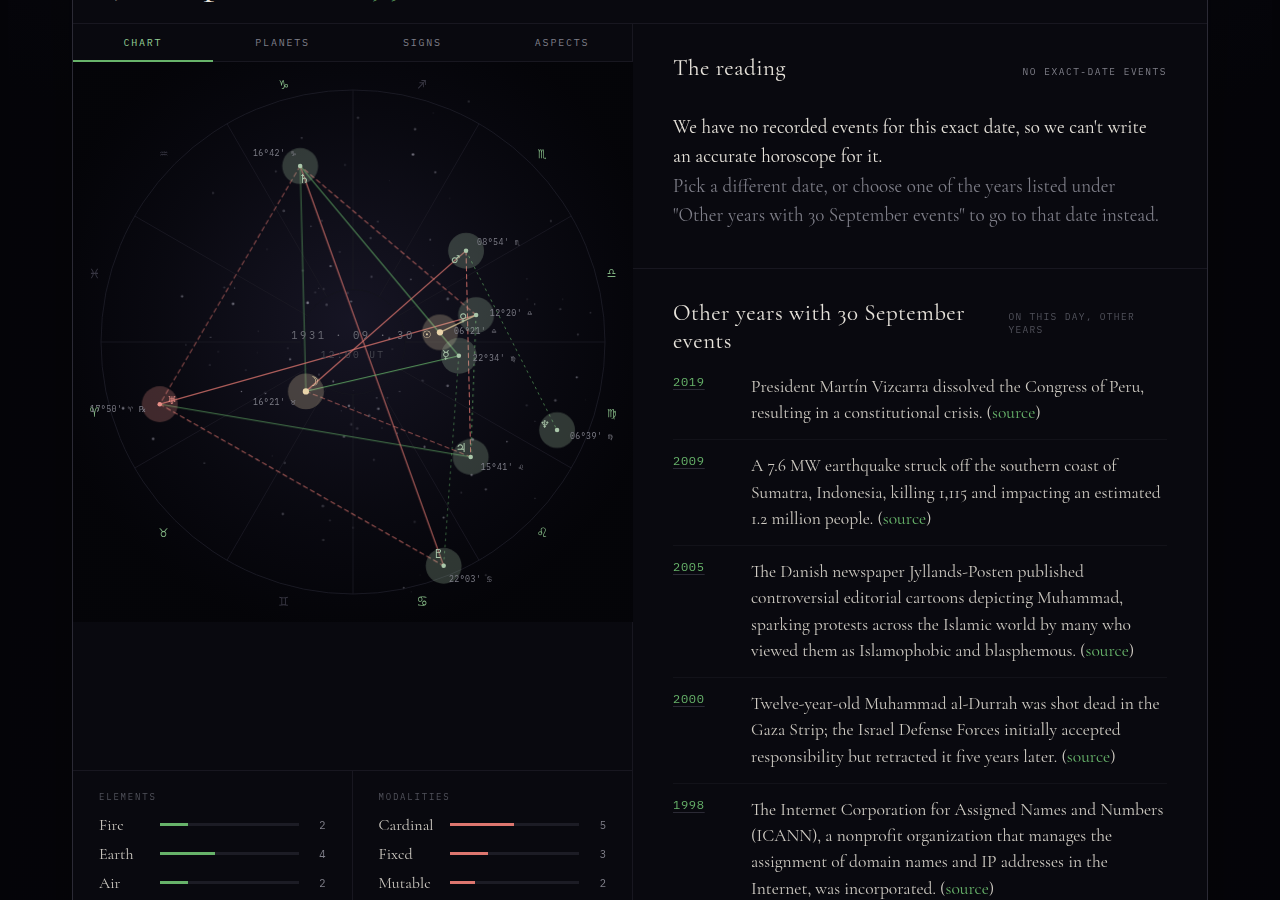 CHART PLANETS SIGNS ASPECTS
16°42'
08°54' ♏
12°20' ♎
06°21' ♎
1931 · 09 · 30
UT
22°34' ♍
16°21' ♉
♈ ℞
06°39' ♍
15°41' ♌
22°03' ♋
ELEMENTS
Fire 2
Earth 4
Air 2
MODALITIES
Cardinal 5
Fixed 3
Mutable 2
The reading
NO EXACT-DATE EVENTS
We have no recorded events for this exact date, so we can't write
an accurate horoscope for it.
Pick a different date, or choose one of the years listed under
"Other years with 30 September events" to go to that date instead.
Other years with 30 September
events
ON THIS DAY, OTHER
YEARS
2019 President Martín Vizcarra dissolved the Congress of Peru,
resulting in a constitutional crisis. (source)
2009 A 7.6 MW earthquake struck off the southern coast of
Sumatra, Indonesia, killing 1,115 and impacting an estimated
1.2 million people. (source)
2005 The Danish newspaper Jyllands-Posten published
controversial editorial cartoons depicting Muhammad,
sparking protests across the Islamic world by many who
viewed them as Islamophobic and blasphemous. (source)
2000 Twelve-year-old Muhammad al-Durrah was shot dead in the
Gaza Strip; the Israel Defense Forces initially accepted
responsibility but retracted it five years later. (source)
1998 The Internet Corporation for Assigned Names and Numbers
(ICANN), a nonprofit organization that manages the
assignment of domain names and IP addresses in the
Internet, was incorporated. (source)